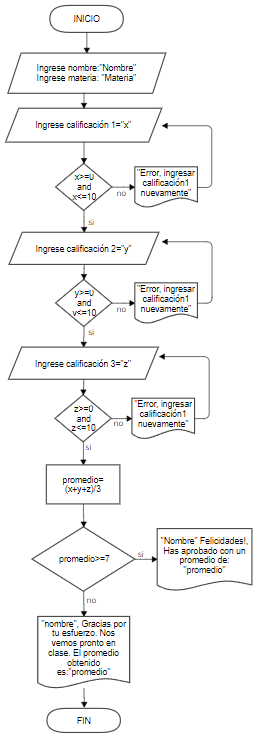 INICIO
Ingrese nombre:"Nombre"
Ingrese materia: "Materia"
Ingrese calificación 1="x"
x>=0
and
x<=10
no
"Error, ingresar
calificación1
nuevamente"
si
Ingrese calificación 2="y"
y>=0
and
y<=10
no
"Error, ingresar
calificación1
nuevamente"
si
Ingrese calificación 3="z"
z>=0
and
z<=10
no
"Error, ingresar
calificación1
nuevamente"
si
promedio=
(x+y+z)/3
promedio>=7
si
"Nombre" Felicidades!,
Has aprobado con un
promedio de:
"promedio"
no
"nombre", Gracias por
tu esfuerzo. Nos
vemos pronto en
clase. El promedio
obtenido
es:"promedio"
FIN